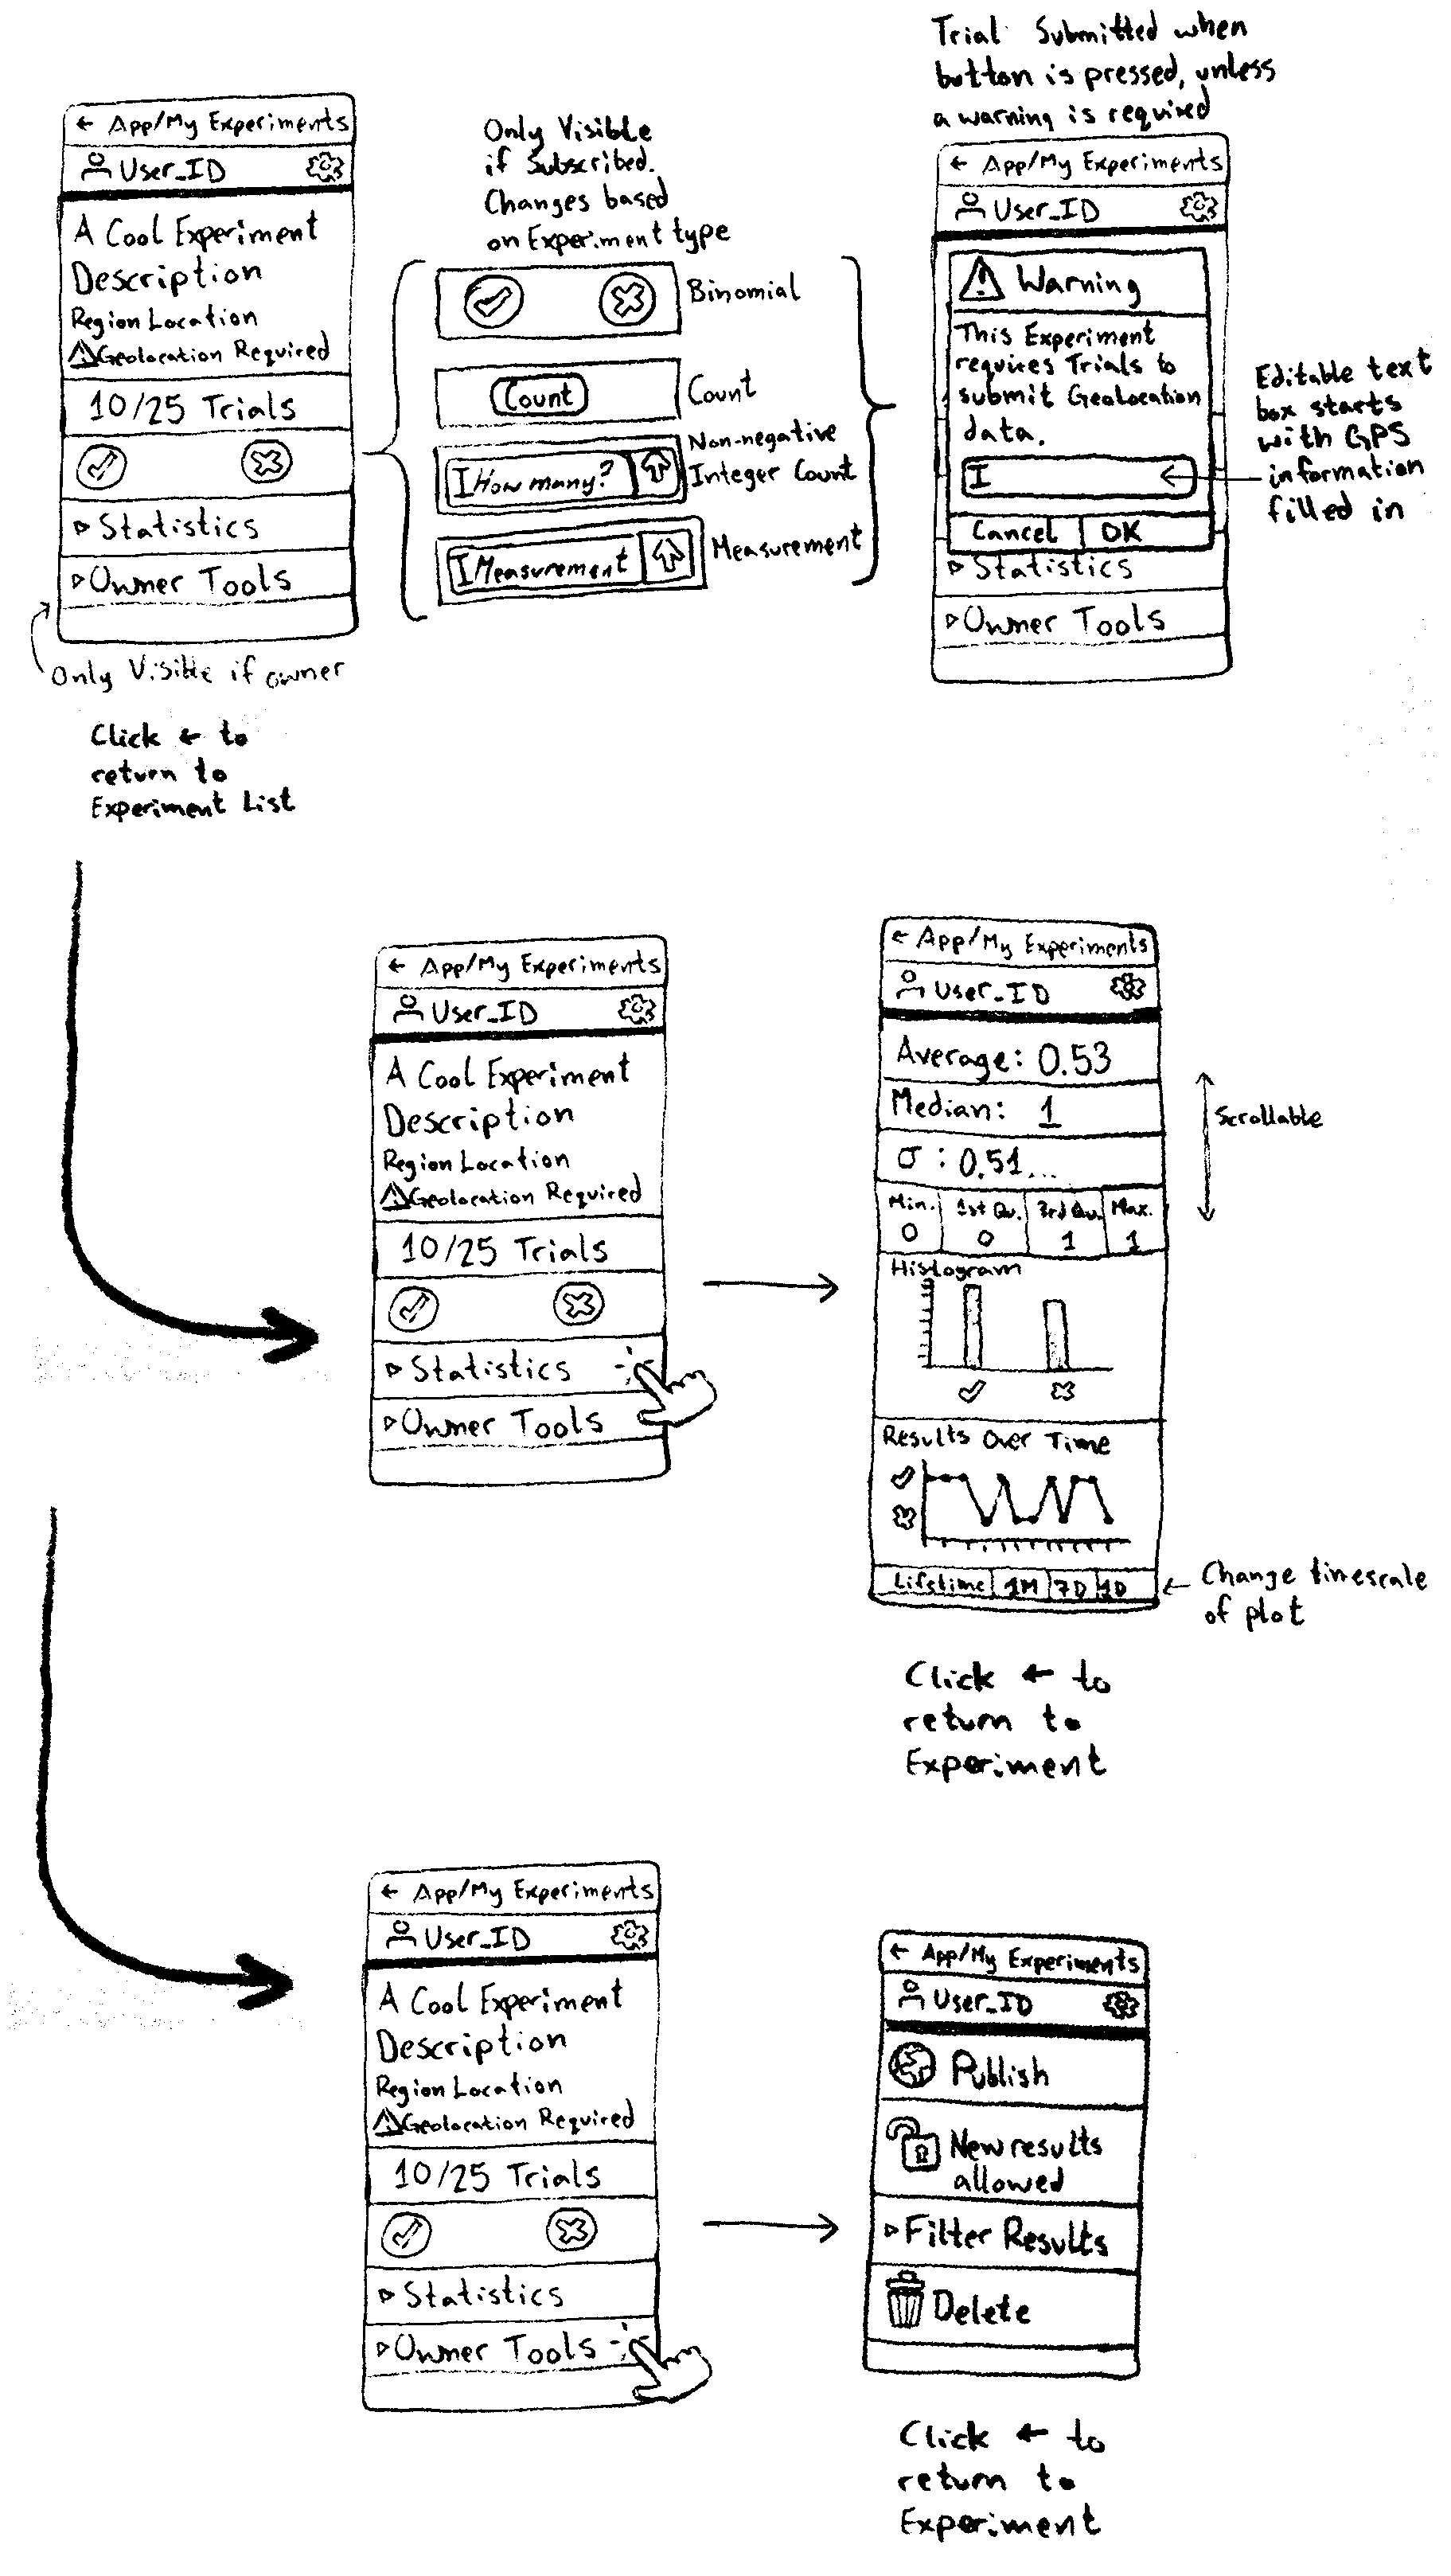 Trial Submitted when
button is pressed, unless
a warning is required
← App/My Experiments
User_ID
A Cool Experiment
Description
Region Location
Geolocation Required
10/25 Trials
Statistics
Owner Tools
Only Visible if owner
Click ← to
return to
Experiment List
Only Visible
if Subscribed.
Changes based
on Experiment type
Binomial
Count
Count
Non-negative
Integer Count
I How many?
I Measurement
Measurement
← App/My Experiments
User_ID
Warning
This Experiment
requires Trials to
submit Geolocation
data.
I
Cancel OK
Statistics
Owner Tools
Editable text
box starts
with GPS
information
filled in
← App/My Experiments
User_ID
A Cool Experiment
Description
Region Location
Geolocation Required
10/25 Trials
Statistics
Owner Tools
← App/My Experiments
User_ID
Average: 0.53
Median: 1
σ : 0.51...
Min. 1st Qu. 3rd Qu. Max.
0 0 1 1
Histogram
Results Over Time
Lifetime 1M 7D 1D
Scrollable
← Change timescale
of plot
Click ← to
return to
Experiment
← App/My Experiments
User_ID
A Cool Experiment
Description
Region Location
Geolocation Required
10/25 Trials
Statistics
Owner Tools
← App/My Experiments
User_ID
Publish
New results
allowed
Filter Results
Delete
Click ← to
return to
Experiment